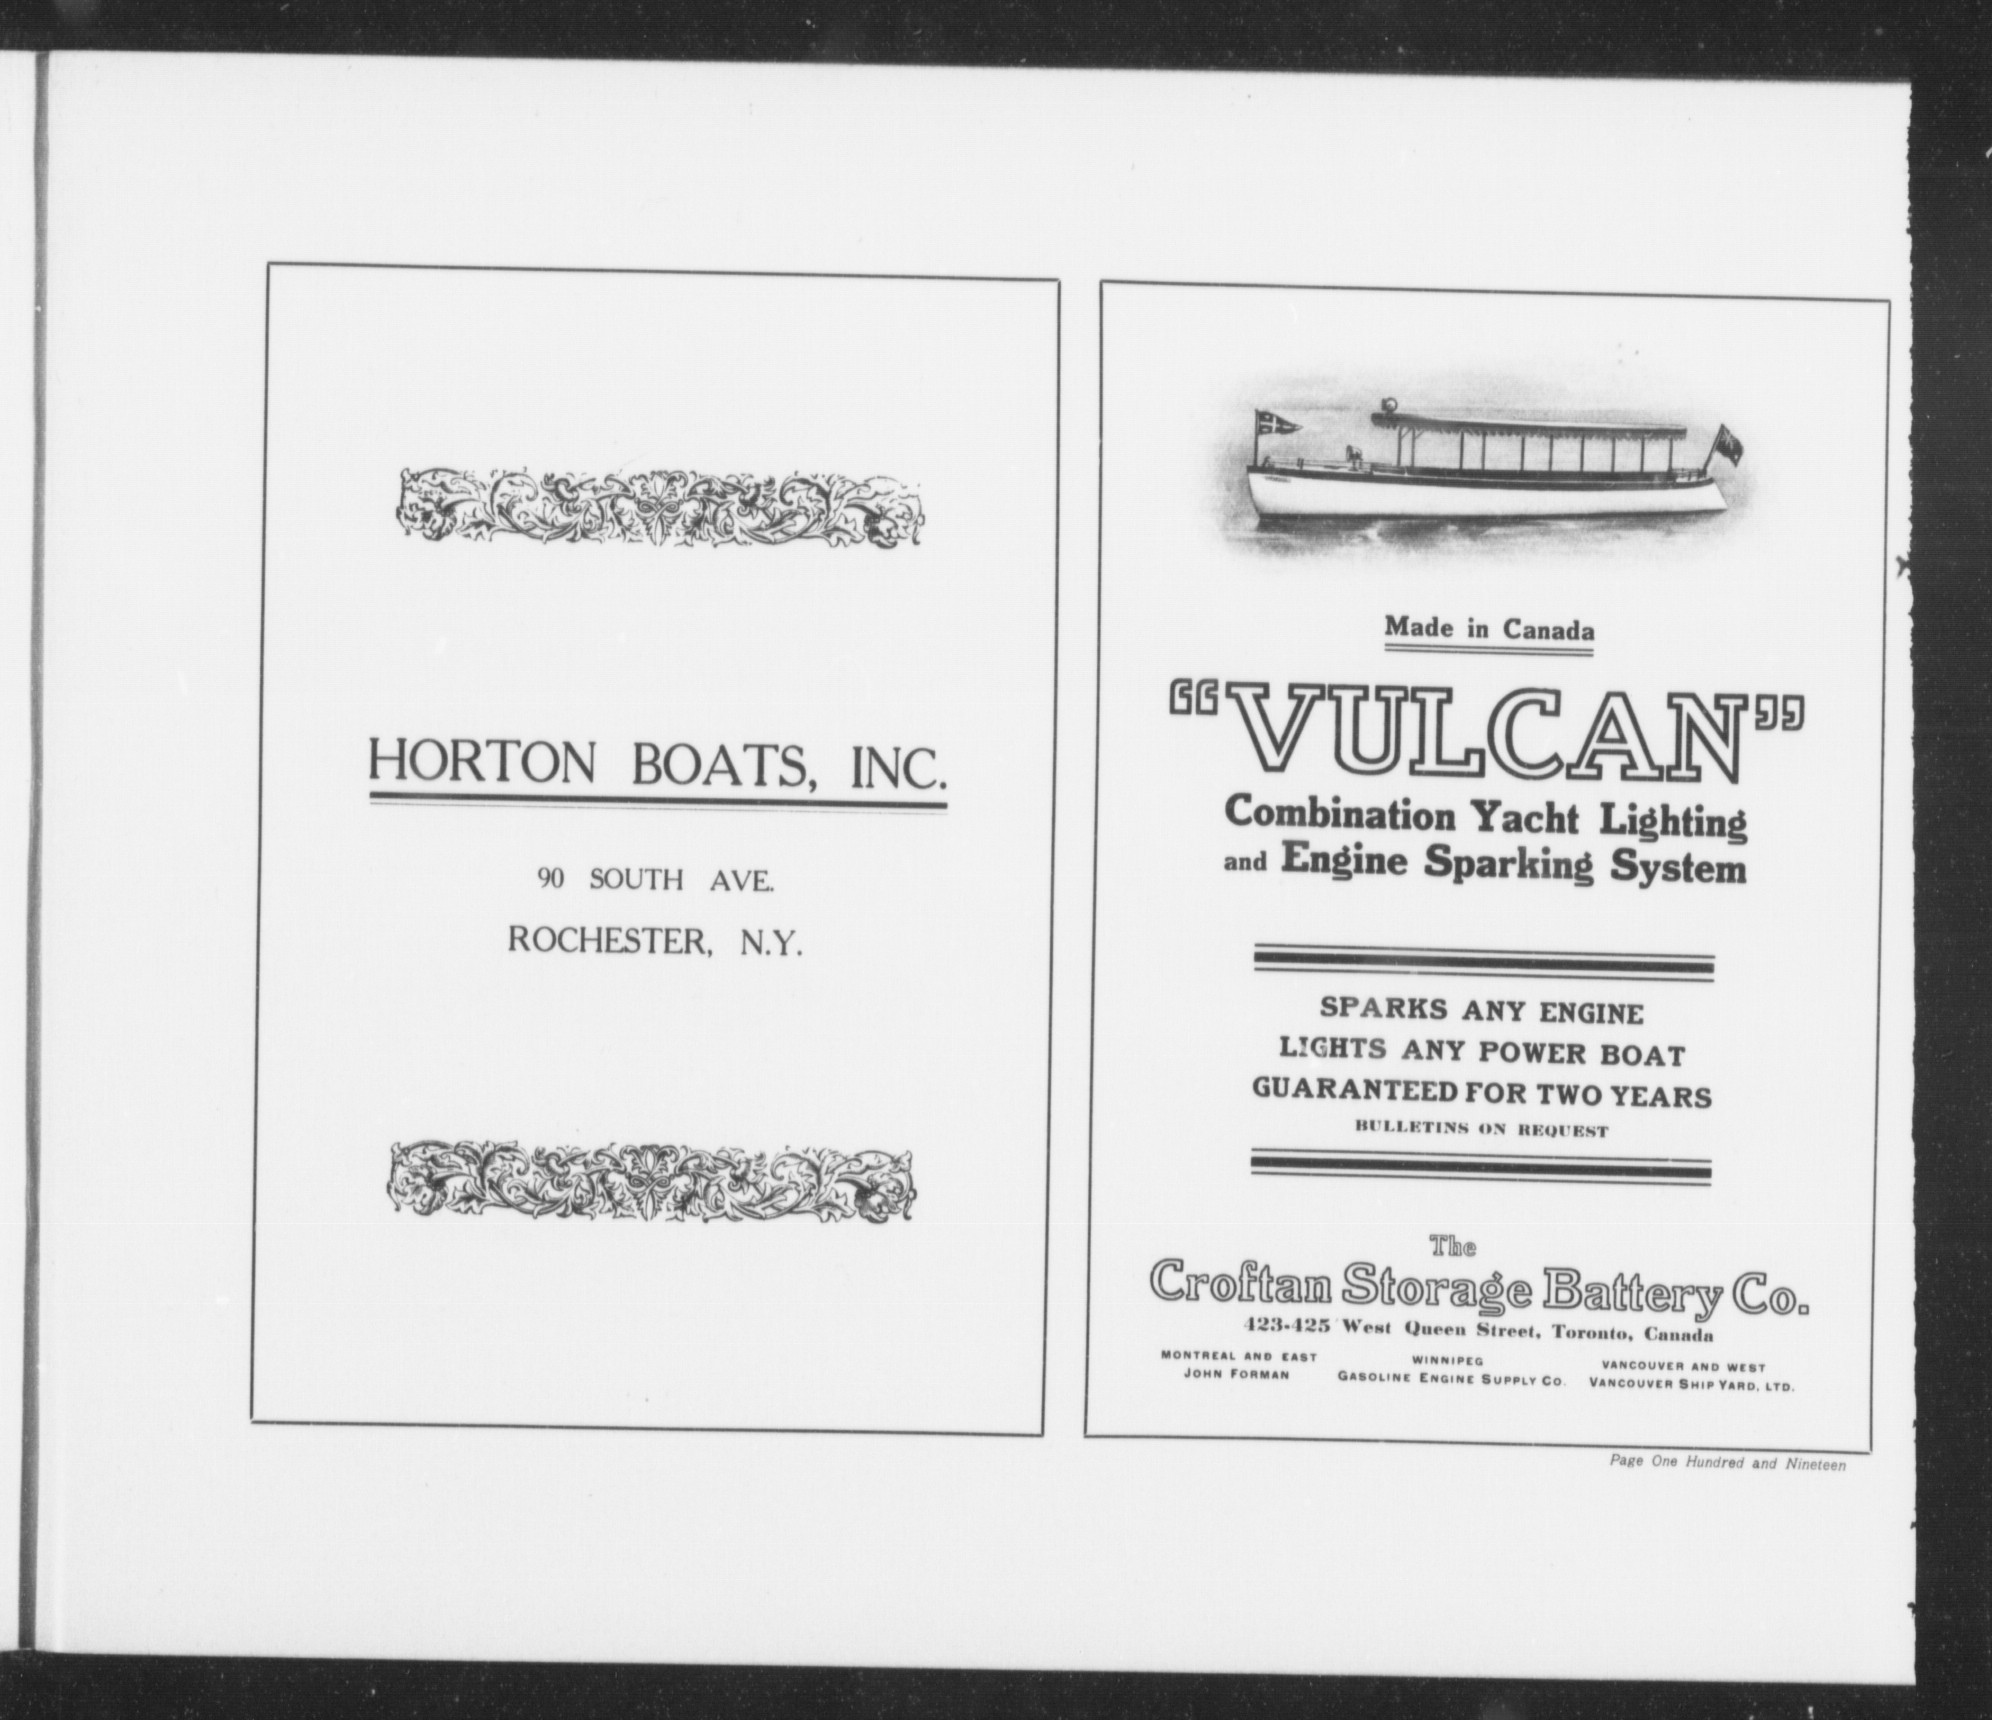 HORTON BOATS, INC.
90 SOUTH AVE.
ROCHESTER, N.Y.
Made in Canada
“VULCAN”
Combination Yacht Lighting
and Engine Sparking System
SPARKS ANY ENGINE
LIGHTS ANY POWER BOAT
GUARANTEED FOR TWO YEARS
BULLETINS ON REQUEST
The
Croftan Storage Battery Co.
423-425 West Queen Street, Toronto, Canada
MONTREAL AND EAST
JOHN FORMAN
WINNIPEG
GASOLINE ENGINE SUPPLY CO.
VANCOUVER AND WEST
VANCOUVER SHIP YARD, LTD.
Page One Hundred and Nineteen